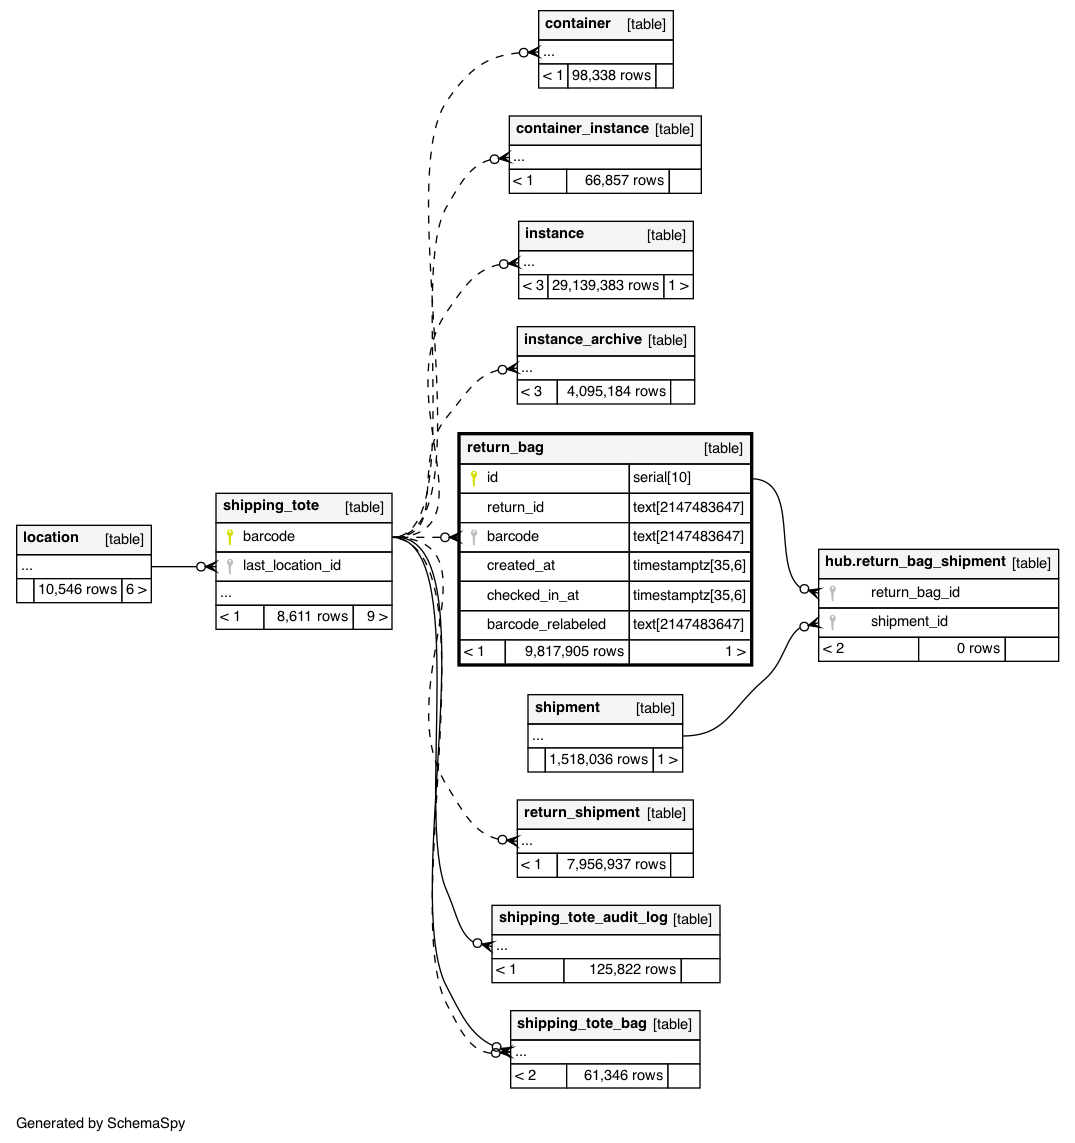 container [table]
...
< 1 98,338 rows
container_instance [table]
...
< 1 66,857 rows
instance [table]
...
< 3 29,139,383 rows 1 >
instance_archive [table]
...
< 3 4,095,184 rows
return_bag [table]
id serial[10]
return_id text[2147483647]
barcode text[2147483647]
created_at timestamptz[35,6]
checked_in_at timestamptz[35,6]
barcode_relabeled text[2147483647]
< 1 9,817,905 rows 1 >
shipping_tote [table]
barcode
last_location_id
...
< 1 8,611 rows 9 >
location [table]
...
10,546 rows 6 >
hub.return_bag_shipment [table]
return_bag_id
shipment_id
< 2 0 rows
shipment [table]
...
1,518,036 rows 1 >
return_shipment [table]
...
< 1 7,956,937 rows
shipping_tote_audit_log [table]
...
< 1 125,822 rows
shipping_tote_bag [table]
...
< 2 61,346 rows
Generated by SchemaSpy